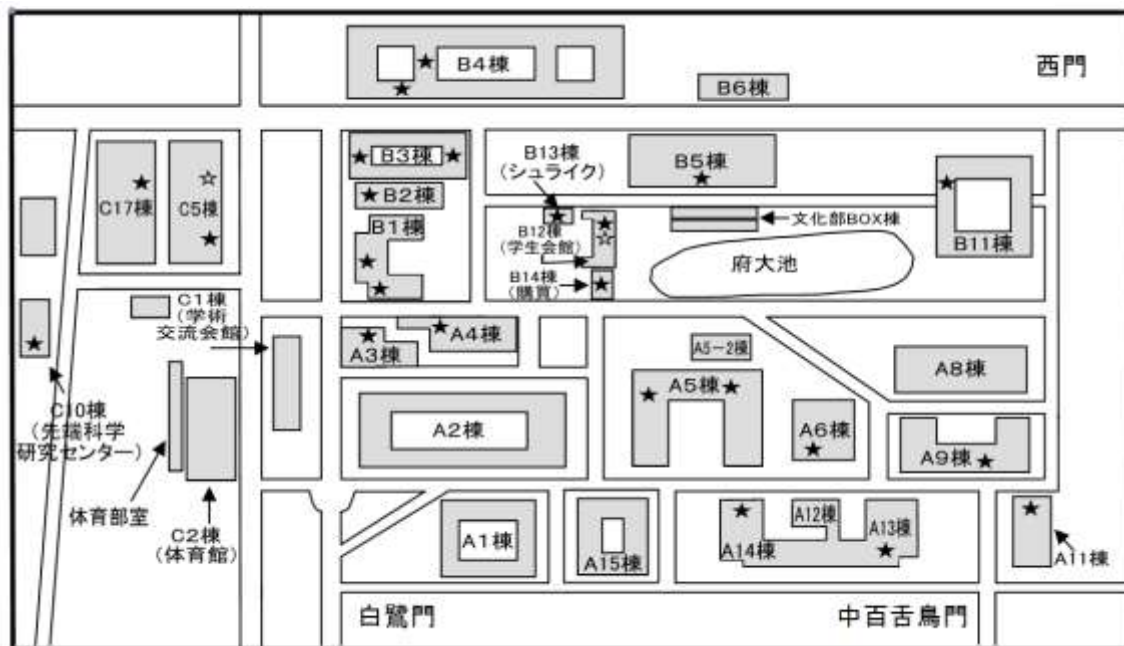 B4棟
西門
B6棟
B3棟
B13棟
(シュライク)
B5棟
C17棟
C5棟
B2棟
B1棟
B12棟
(学生会館)
文化部BOX棟
B11棟
府大池
B14棟
(購買)
C1棟
(学術
交流会館)
A3棟
A4棟
A5-2棟
A8棟
A5棟
C10棟
(先端科学
研究センター)
A2棟
A6棟
A9棟
体育部室
C2棟
(体育館)
A1棟
A15棟
A14棟
A12棟
A13棟
A11棟
白鷺門
中百舌鳥門